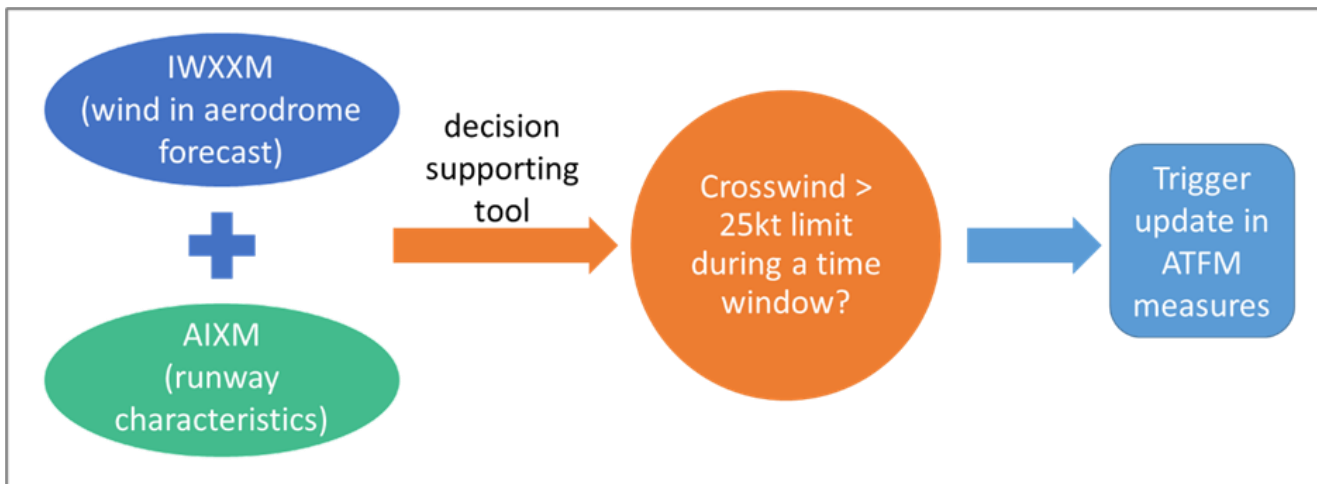 IWXXM
(wind in aerodrome
forecast)
AIXM
(runway
characteristics)
decision
supporting
tool
Crosswind >
25kt limit
during a time
window?
Trigger
update in
ATFM
measures